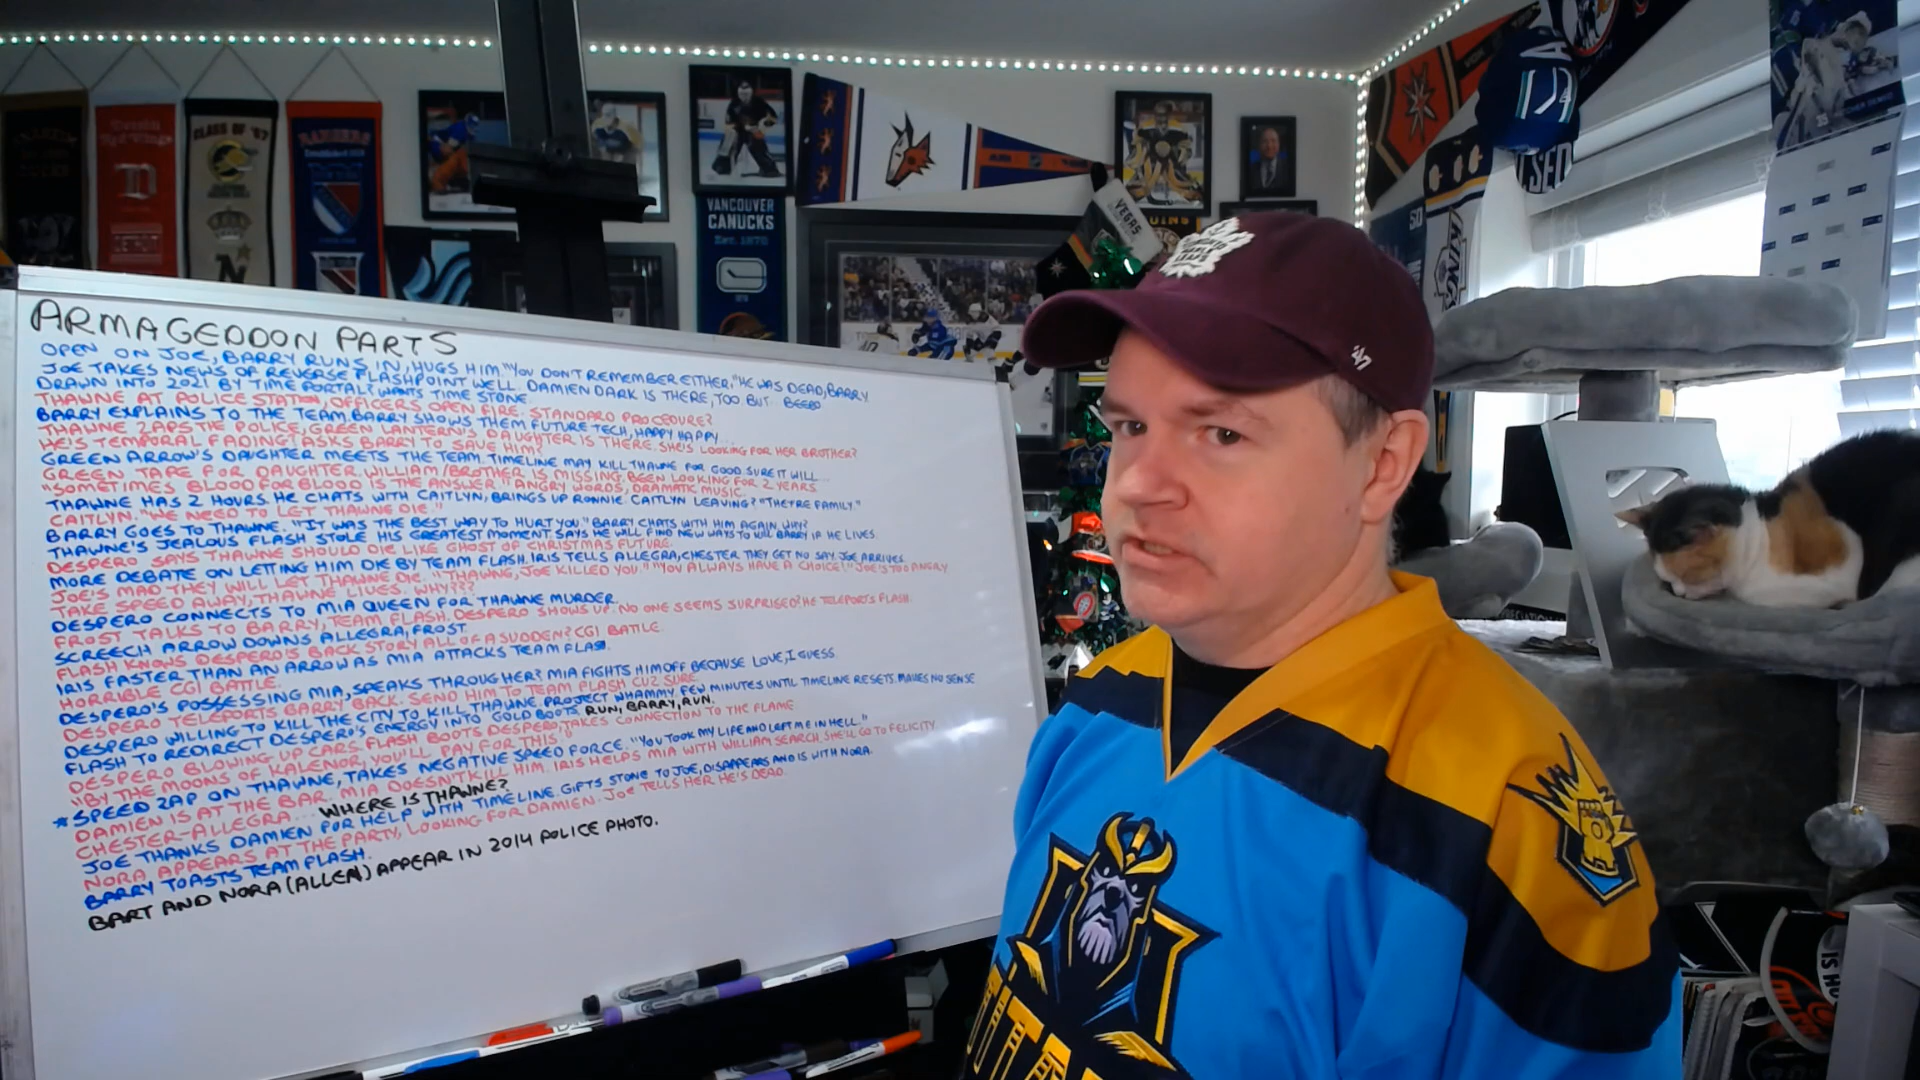 ARMAGEDDON PARTS
OPEN ON JOE, BARRY RUNS IN, HUGS HIM. "YOU DON'T REMEMBER EITHER," HE WAS DEAD, BARRY
JOE TAKES NEWS OF REVERSE FLASHPOINT WELL. DAMIEN DARK IS THERE, TOO BUT... BEEBO
DRAWN INTO 2021 BY TIME PORTAL? WANTS TIME STONE.
THAWNE AT POLICE STATION, OFFICERS OPEN FIRE. STANDARD PROCEDURE?
BARRY EXPLAINS TO THE TEAM. BARRY SHOWS THEM FUTURE TECH, HAPPY HAPPY...
THAWNE ZAPS THE POLICE, GREEN LANTERN'S DAUGHTER IS THERE. SHE'S LOOKING FOR HER BROTHER?
HE'S TEMPORAL FADING? ASKS BARRY TO SAVE HIM?
GREEN ARROW'S DAUGHTER MEETS THE TEAM. TIMELINE MAY KILL THAWNE FOR GOOD SURE IT WILL...
GREEN TAPE FOR DAUGHTER. WILLIAM/BROTHER IS MISSING. BEEN LOOKING FOR 2 YEARS
"SOMETIMES BLOOD FOR BLOOD IS THE ANSWER." ANGRY WORDS, DRAMATIC MUSIC.
THAWNE HAS 2 HOURS. HE CHATS WITH CAITLYN, BRINGS UP RONNIE. CAITLYN LEAVING? "THEY'RE FAMILY"
CAITLYN. "WE NEED TO LET THAWNE DIE."
BARRY GOES TO THAWNE. "IT WAS THE BEST WAY TO HURT YOU." BARRY CHATS WITH HIM AGAIN. WHY?
THAWNE'S JEALOUS FLASH STOLE HIS GREATEST MOMENT. SAYS HE WILL FIND NEW WAYS TO KILL BARRY IF HE LIVES.
DESPERO SAYS THAWNE SHOULD DIE LIKE GHOST OF CHRISTMAS FUTURE.
MORE DEBATE ON LETTING HIM DIE BY TEAM FLASH. IRIS TELLS ALLEGRA, CHESTER THEY GET NO SAY. JOE ARRIVES.
JOE'S MAD THEY WILL LET THAWNE DIE. "THAWNE, JOE KILLED YOU." "YOU ALWAYS HAVE A CHOICE!" JOE'S TOO ANGRY
TAKE SPEED AWAY, THAWNE LIVES. WHY???
DESPERO CONNECTS TO MIA QUEEN FOR THAWNE MURDER.
FROST TALKS TO BARRY, TEAM FLASH. DESPERO SHOWS UP. NO ONE SEEMS SURPRISED? HE TELEPORTS FLASH.
SCREECH ARROW DOWNS ALLEGRA, FROST.
FLASH KNOWS DESPERO'S BACK STORY ALL OF A SUDDEN? CGI BATTLE.
IRIS FASTER THAN AN ARROW AS MIA ATTACKS TEAM FLASH.
HORRIBLE CGI BATTLE.
DESPERO'S POSSESSING MIA, SPEAKS THROUGH HER? MIA FIGHTS HIM OFF BECAUSE LOVE, I GUESS.
DESPERO TELEPORTS BARRY BACK. SEND HIM TO TEAM FLASH CUZ SURE.
DESPERO WILLING TO KILL THE CITY TO KILL THAWNE. PROJECT WHAMMY. FEW MINUTES UNTIL TIMELINE RESETS. MAKES NO SENSE
FLASH TO REDIRECT DESPERO'S ENERGY INTO GOLD BOOTS. RUN, BARRY, RUN.
DESPERO BLOWING UP CARS. FLASH BOOTS DESPERO, TAKES CONNECTION TO THE FLAME
"BY THE MOONS OF KALENOR, YOU'LL PAY FOR THIS."
*SPEED ZAP ON THAWNE, TAKES NEGATIVE SPEED FORCE. "YOU TOOK MY LIFE AND LEFT ME IN HELL."
DAMIEN IS AT THE BAR. MIA DOESN'T KILL HIM. IRIS HELPS MIA WITH WILLIAM SEARCH, SHE'LL GO TO FELICITY
CHESTER-ALLEGRA... WHERE IS THAWNE?
JOE THANKS DAMIEN FOR HELP WITH TIMELINE. GIFTS STONE TO JOE, DISAPPEARS AND IS WITH NORA.
NORA APPEARS AT THE PARTY, LOOKING FOR DAMIEN. JOE TELLS HER HE'S DEAD.
BARRY TOASTS TEAM FLASH.
BART AND NORA (ALLEN) APPEAR IN 2014 POLICE PHOTO.
CLASS OF '67
RANGERS
VANCOUVER
CANUCKS
Est. 1970
VEGAS
KINGS
'47
TITA